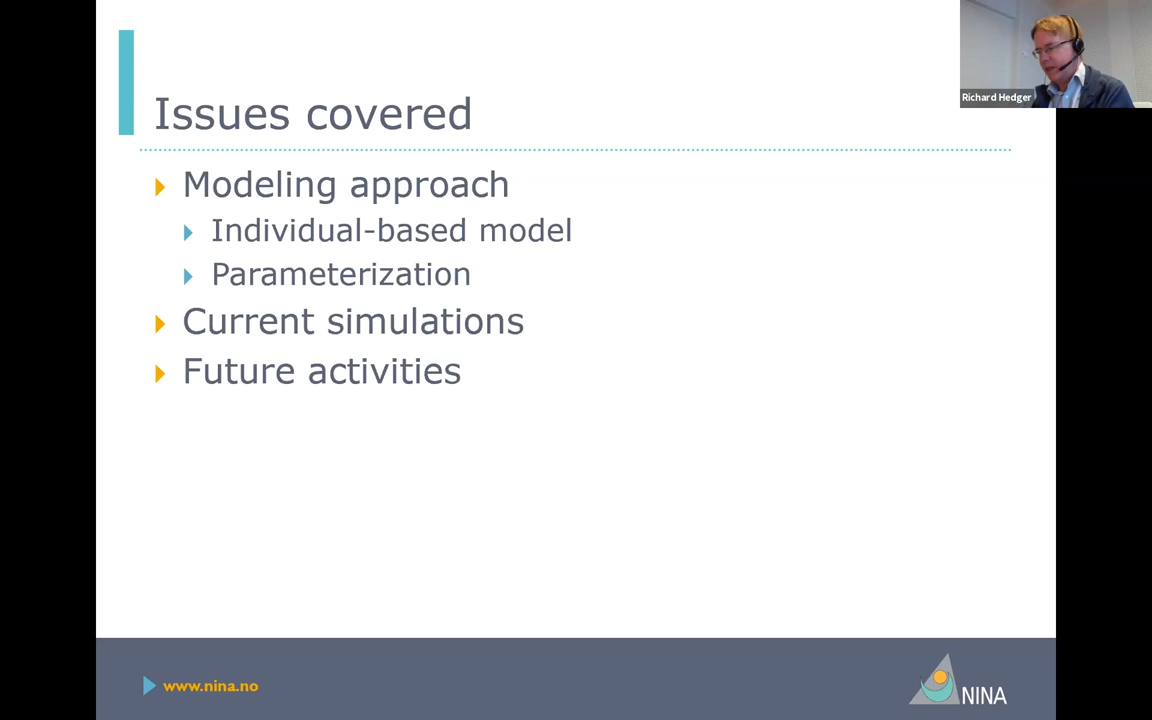 Richard Hedger
Issues covered
Modeling approach
Individual-based model
Parameterization
Current simulations
Future activities
www.nina.no
NINA